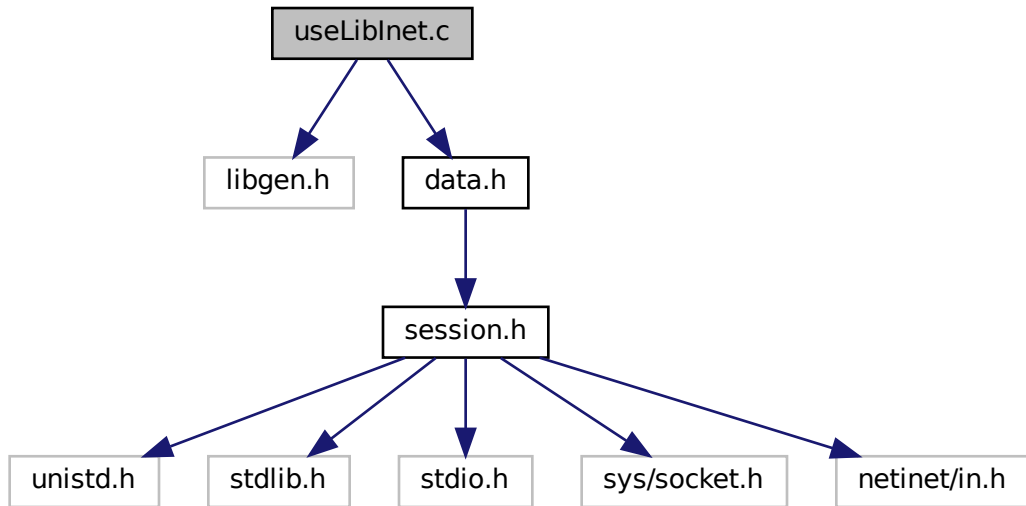 useLibInet.c
libgen.h
data.h
session.h
unistd.h
stdlib.h
stdio.h
sys/socket.h
netinet/in.h